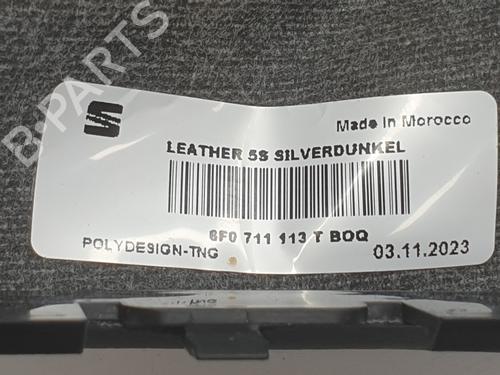 B-PARTS
Made In Morocco
LEATHER 5S SILVERDUNKEL
6F0 711 113 T BOQ
POLYDESIGN-TNG
03.11.2023